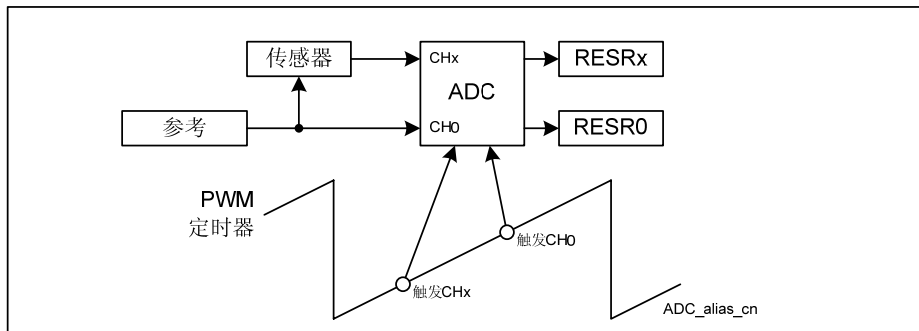 传感器
CHx
RESRx
ADC
参考
CH0
RESR0
PWM
定时器
触发CH0
触发CHx
ADC_alias_cn